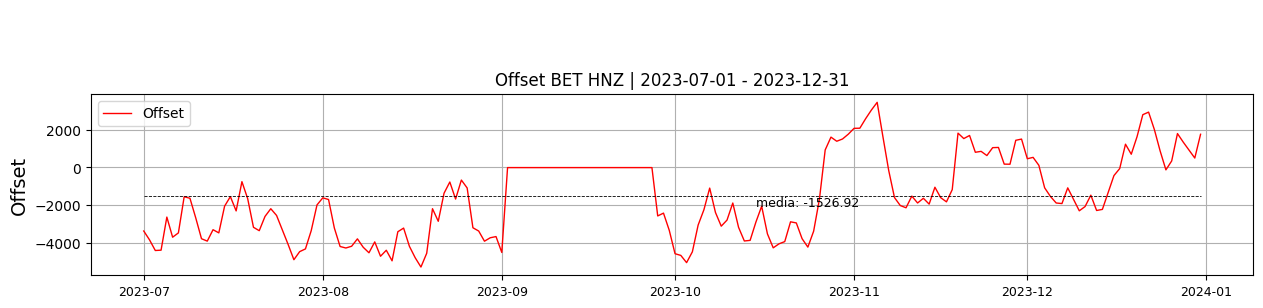 Offset BET HNZ | 2023-07-01 - 2023-12-31
Offset
Offset
2000
0
−2000
−4000
media: -1526.92
2023-07
2023-08
2023-09
2023-10
2023-11
2023-12
2024-01